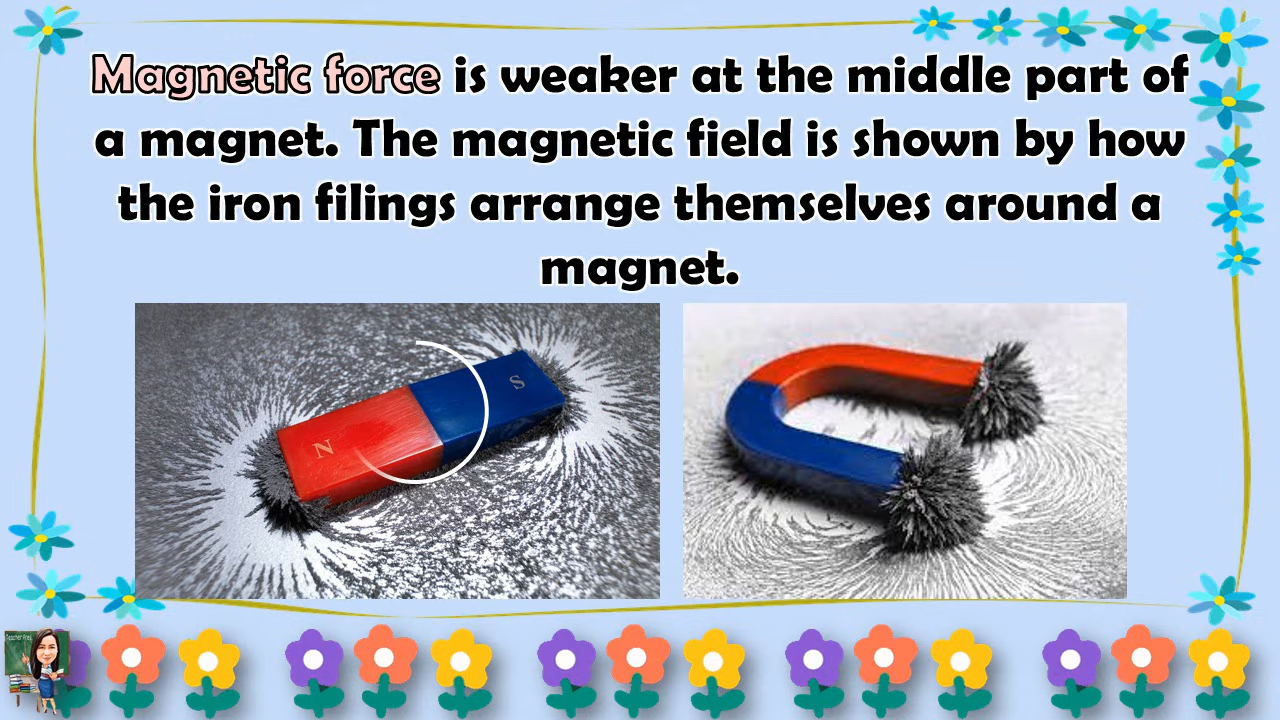 Magnetic force is weaker at the middle part of
a magnet. The magnetic field is shown by how
the iron filings arrange themselves around a
magnet.
N
S